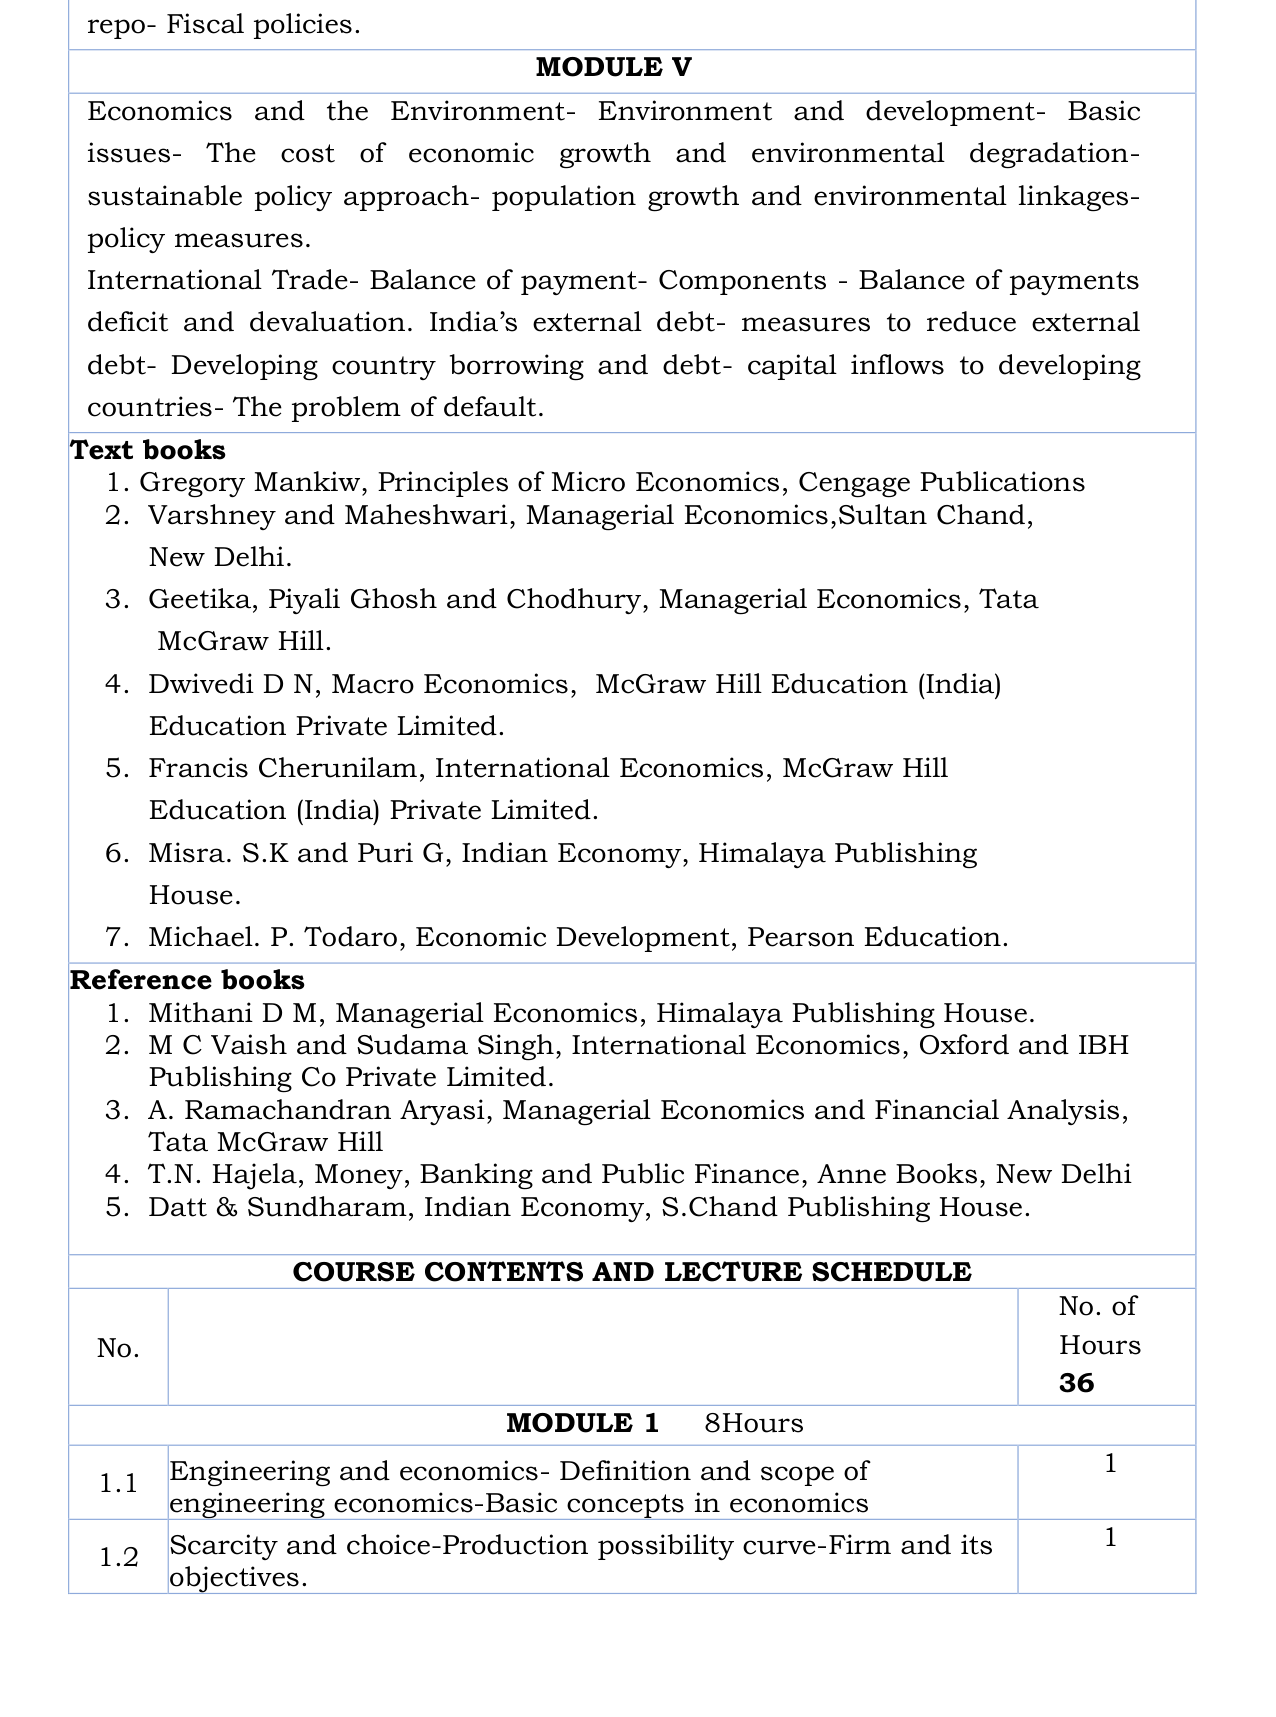 repo- Fiscal policies.
MODULE V
Economics and the Environment- Environment and development- Basic
issues- The cost of economic growth and environmental degradation-
sustainable policy approach- population growth and environmental linkages-
policy measures.
International Trade- Balance of payment- Components - Balance of payments
deficit and devaluation. India’s external debt- measures to reduce external
debt- Developing country borrowing and debt- capital inflows to developing
countries- The problem of default.
Text books
1. Gregory Mankiw, Principles of Micro Economics, Cengage Publications
2. Varshney and Maheshwari, Managerial Economics,Sultan Chand,
New Delhi.
3. Geetika, Piyali Ghosh and Chodhury, Managerial Economics, Tata
McGraw Hill.
4. Dwivedi D N, Macro Economics, McGraw Hill Education (India)
Education Private Limited.
5. Francis Cherunilam, International Economics, McGraw Hill
Education (India) Private Limited.
6. Misra. S.K and Puri G, Indian Economy, Himalaya Publishing
House.
7. Michael. P. Todaro, Economic Development, Pearson Education.
Reference books
1. Mithani D M, Managerial Economics, Himalaya Publishing House.
2. M C Vaish and Sudama Singh, International Economics, Oxford and IBH
Publishing Co Private Limited.
3. A. Ramachandran Aryasi, Managerial Economics and Financial Analysis,
Tata McGraw Hill
4. T.N. Hajela, Money, Banking and Public Finance, Anne Books, New Delhi
5. Datt & Sundharam, Indian Economy, S.Chand Publishing House.
COURSE CONTENTS AND LECTURE SCHEDULE
No.
No. of
Hours
36
MODULE 1 8Hours
1.1
Engineering and economics- Definition and scope of
engineering economics-Basic concepts in economics
1
1.2
Scarcity and choice-Production possibility curve-Firm and its
objectives.
1